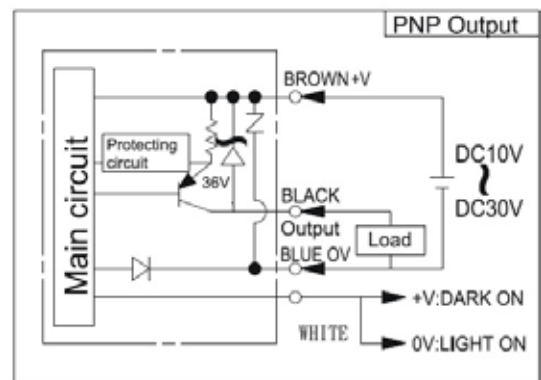 PNP Output
BROWN+V
Protecting
circuit
36V
Main circuit
BLACK
Output
Load
BLUE OV
DC10V
DC30V
WHITE
+V:DARK ON
0V:LIGHT ON